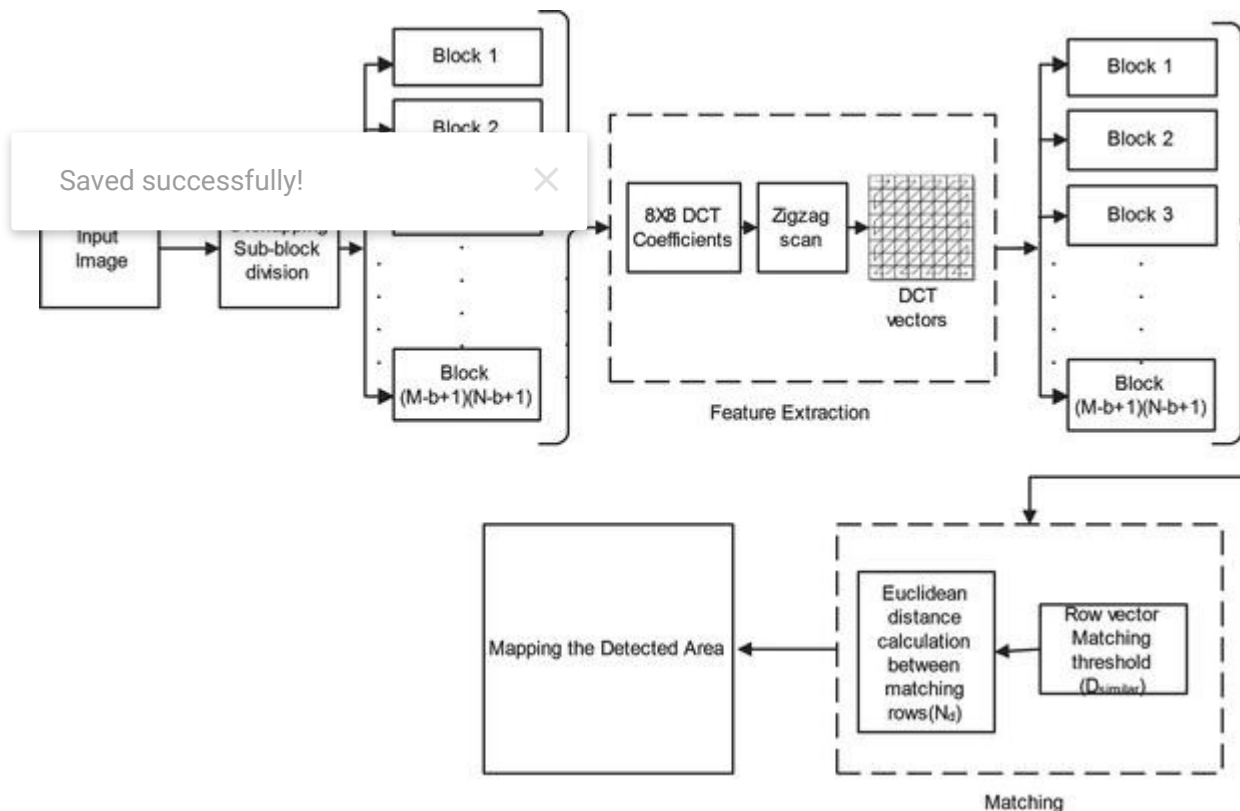 Block 1
Block 2
Saved successfully!
Input
Image
Sub-block
division
Block
(M-b+1)(N-b+1)
8X8 DCT
Coefficients
Zigzag
scan
DCT
vectors
Feature Extraction
Block 1
Block 2
Block 3
Block
(M-b+1)(N-b+1)
Mapping the Detected Area
Euclidean
distance
calculation
between
matching
rows(Nd)
Row vector
Matching
threshold
(Dsimilar)
Matching